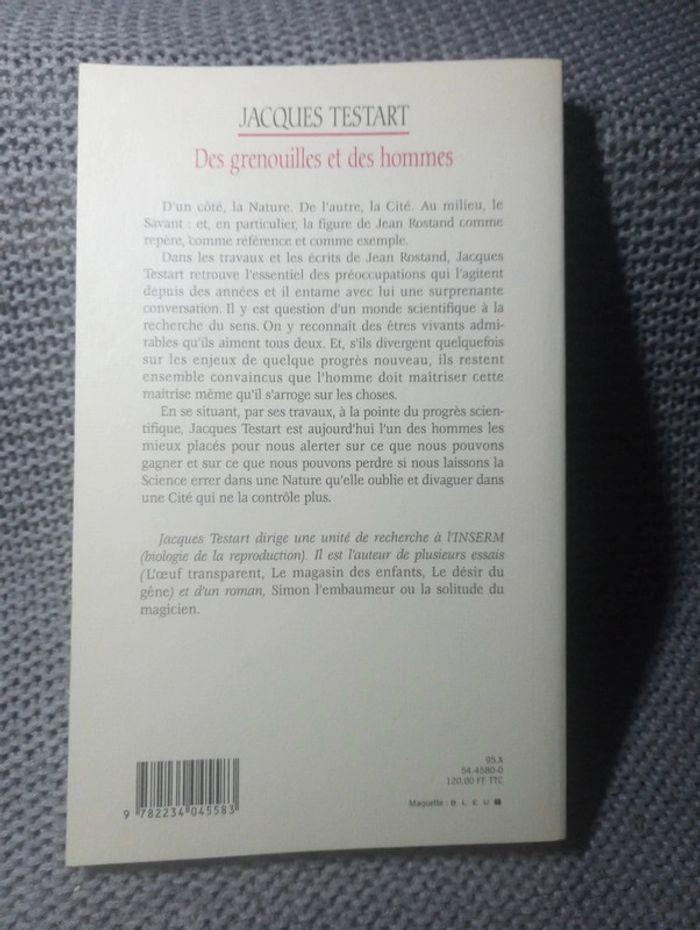 JACQUES TESTART
Des grenouilles et des hommes
D'un côté, la Nature. De l'autre, la Cité. Au milieu, le
Savant : et, en particulier, la figure de Jean Rostand comme
repère, comme référence et comme exemple.
Dans les travaux et les écrits de Jean Rostand, Jacques
Testart retrouve l'essentiel des préoccupations qui l'agitent
depuis des années et il entame avec lui une surprenante
conversation. Il y est question d'un monde scientifique à la
recherche du sens. On y reconnaît des êtres vivants admi-
rables qu'ils aiment tous deux. Et, s'ils divergent quelquefois
sur les enjeux de quelque progrès nouveau, ils restent
ensemble convaincus que l'homme doit maîtriser cette
maîtrise même qu'il s'arroge sur les choses.
En se situant, par ses travaux, à la pointe du progrès scien-
tifique, Jacques Testart est aujourd'hui l'un des hommes les
mieux placés pour nous alerter sur ce que nous pouvons
gagner et sur ce que nous pouvons perdre si nous laissons la
Science errer dans une Nature qu'elle oublie et divaguer dans
une Cité qui ne la contrôle plus.
Jacques Testart dirige une unité de recherche à l'INSERM
(biologie de la reproduction). Il est l'auteur de plusieurs essais
(L'œuf transparent, Le magasin des enfants, Le désir du
gène) et d'un roman, Simon l'embaumeur ou la solitude du
magicien.
95.X
54-4580-0
120,00 FF TTC
Maquette : BLEU T
9 782234 045583